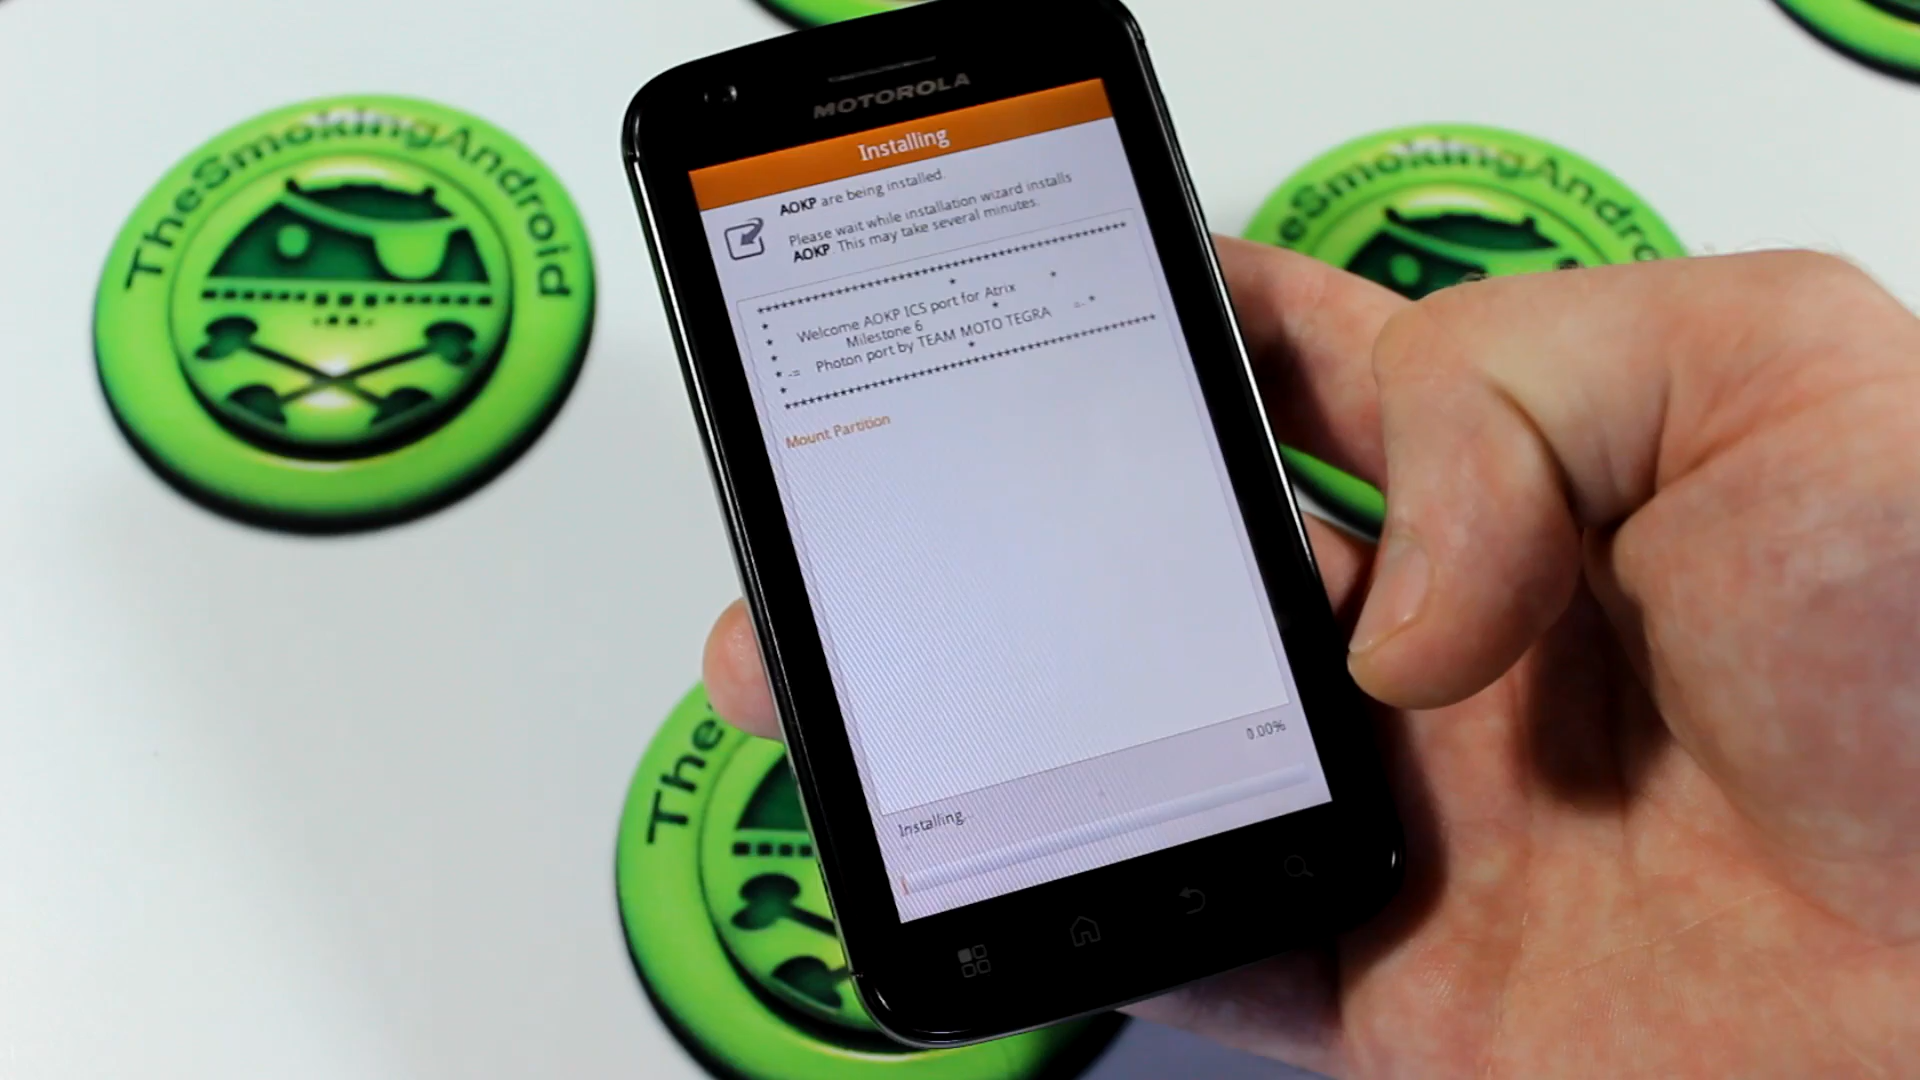 TheSmokingAndroid
eSmokingAndro
The
MOTOROLA
Installing
AOKP are being installed.
Please wait while installation wizard installs
AOKP. This may take several minutes.
******************************************************
* *
* Welcome AOKP ICS port for Atrix *
* Milestone 6 *
* -= Photon port by TEAM MOTO TEGRA =- *
* *
******************************************************
Mount Partition
0.00%
Installing...